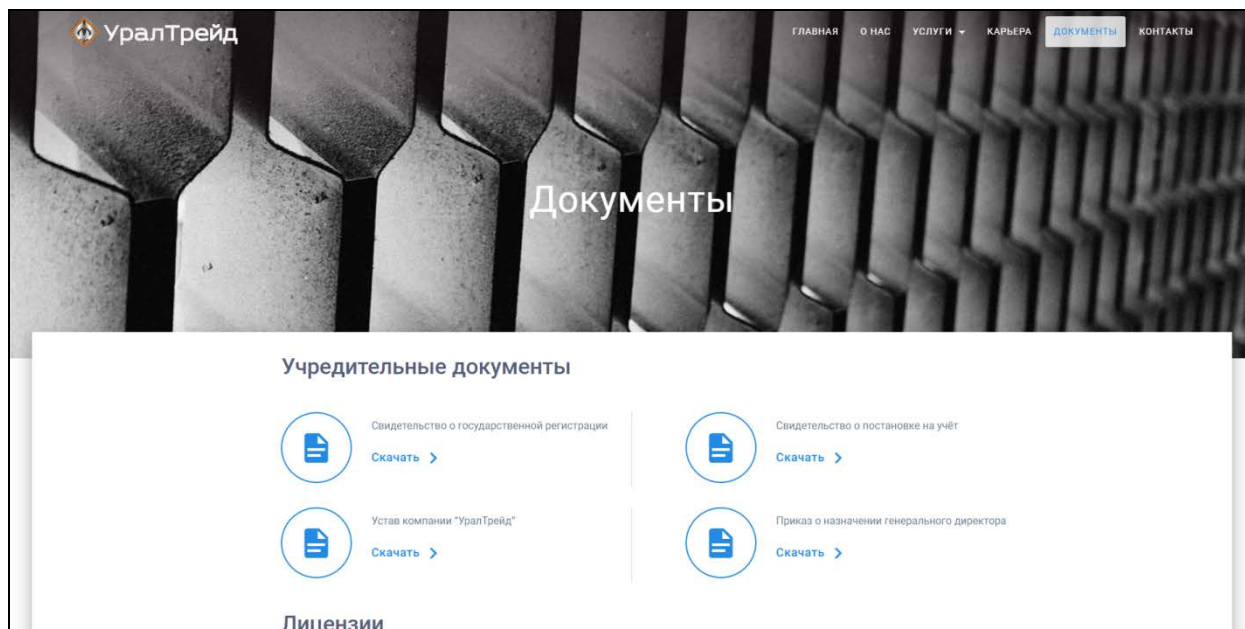 УралТрейд
ГЛАВНАЯ О НАС УСЛУГИ КАРЬЕРА ДОКУМЕНТЫ КОНТАКТЫ
Документы
Учредительные документы
Свидетельство о государственной регистрации
Скачать
Свидетельство о постановке на учёт
Скачать
Устав компании "УралТрейд"
Скачать
Приказ о назначении генерального директора
Скачать
Лицензии